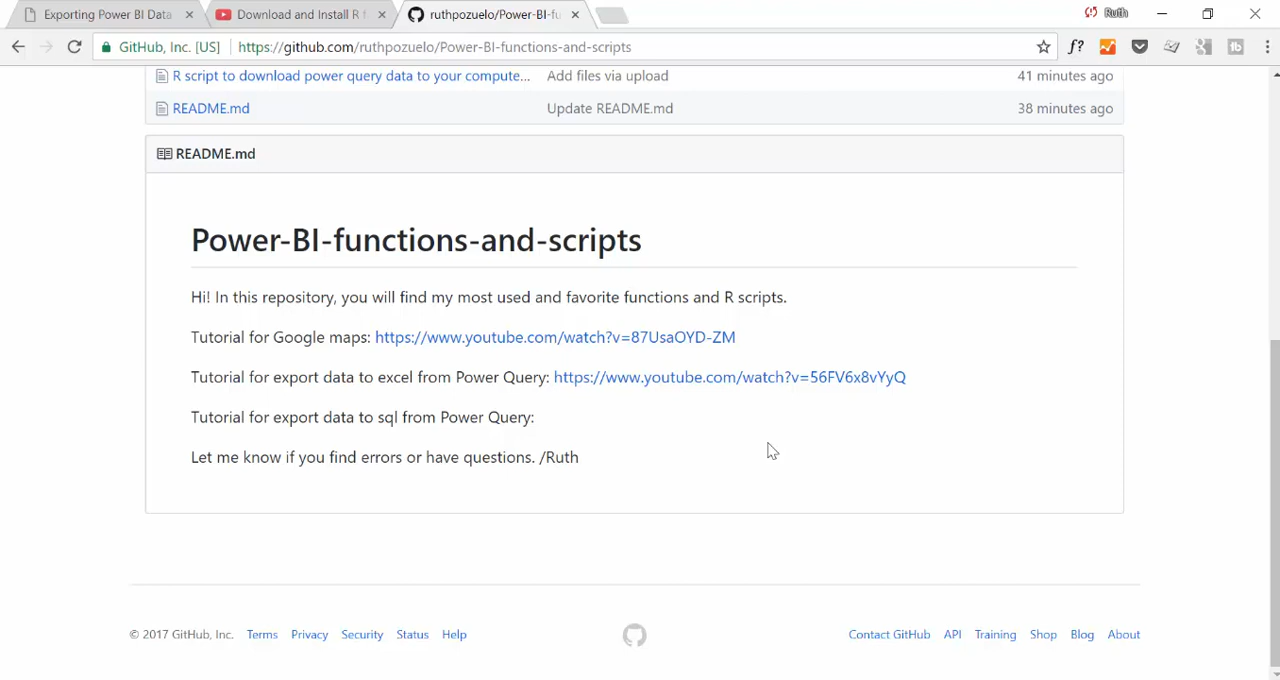 Exporting Power BI Data
Download and Install R f
ruthpozuelo/Power-BI-fu
Ruth
GitHub, Inc. [US]
https://github.com/ruthpozuelo/Power-BI-functions-and-scripts
f?
R script to download power query data to your compute... Add files via upload 41 minutes ago
README.md Update README.md 38 minutes ago
README.md
Power-BI-functions-and-scripts
Hi! In this repository, you will find my most used and favorite functions and R scripts.
Tutorial for Google maps: https://www.youtube.com/watch?v=87UsaOYD-ZM
Tutorial for export data to excel from Power Query: https://www.youtube.com/watch?v=56FV6x8vYyQ
Tutorial for export data to sql from Power Query:
Let me know if you find errors or have questions. /Ruth
© 2017 GitHub, Inc. Terms Privacy Security Status Help
Contact GitHub API Training Shop Blog About